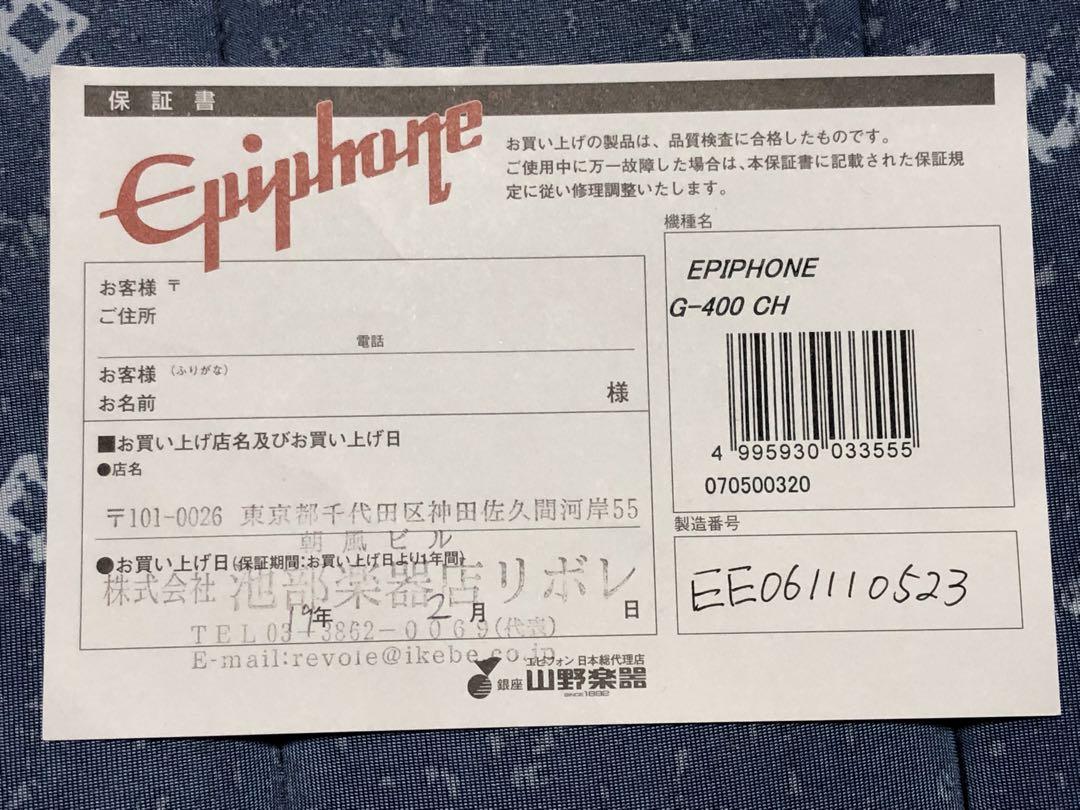 保証書
Epiphone
お買い上げの製品は、品質検査に合格したものです。
ご使用中に万一故障した場合は、本保証書に記載された保証規
定に従い修理調整いたします。
お客様 〒
ご住所
電話
お客様 (ふりがな)
お名前 様
■お買い上げ店名及びお買い上げ日
●店名
〒101-0026 東京都千代田区神田佐久間河岸55
朝風ビル
●お買い上げ日(保証期間:お買い上げ日より1年間)
株式会社 池部楽器店リボレ
19年 2月 日
TEL03-3862-0069(代表)
E-mail:revole@ikebe.co.jp
機種名
EPIPHONE
G-400 CH
4 995930 033555
070500320
製造番号
EE061110523
エピフォン 日本総代理店
銀座 山野楽器
SINCE 1892